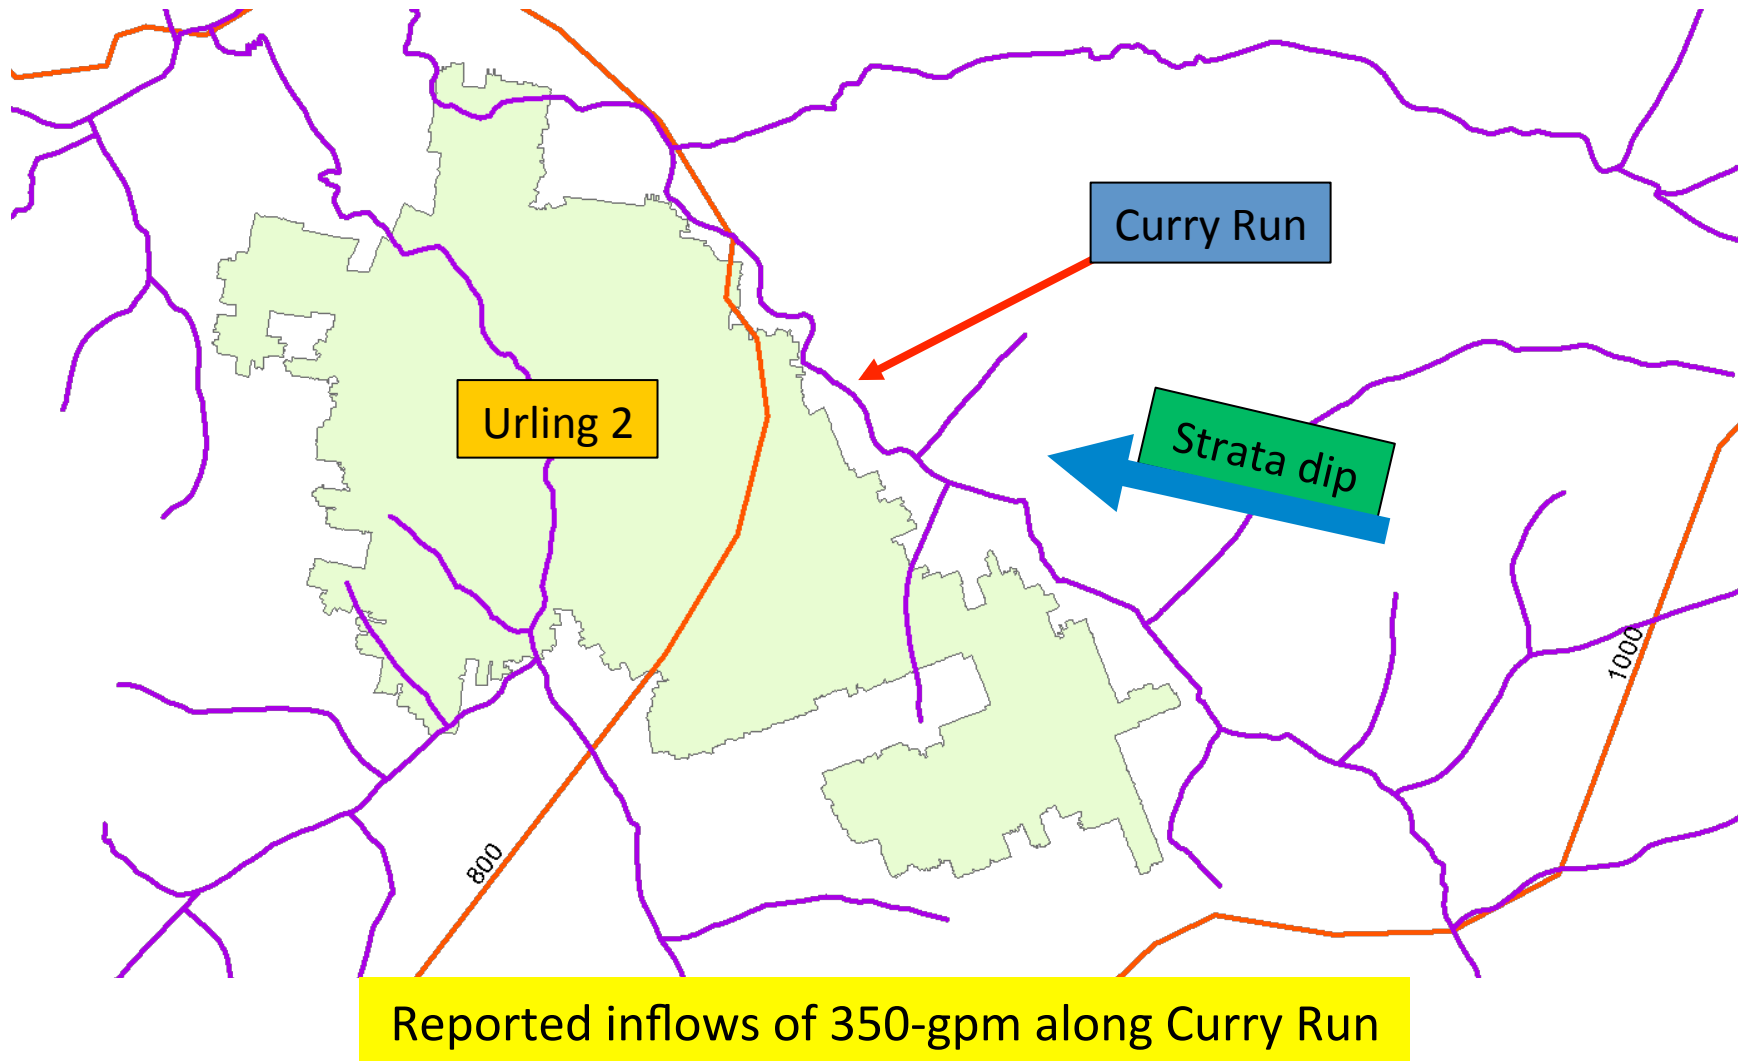 Curry Run
Urling 2
Strata dip
1000
800
Reported inflows of 350-gpm along Curry Run